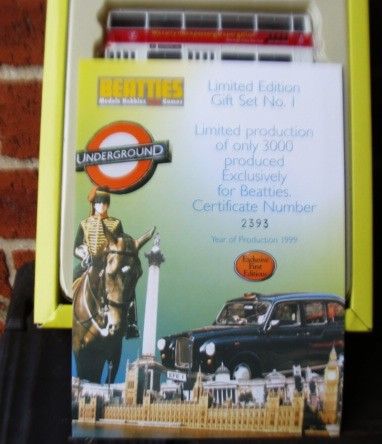 BEATTIES
Models Hobbies Games
Limited Edition
Gift Set No. 1
UNDERGROUND
Limited production
of only 3000
produced
Exclusively
for Beatties.
Certificate Number
2393
Year of Production 1999
Exclusive
First
Editions